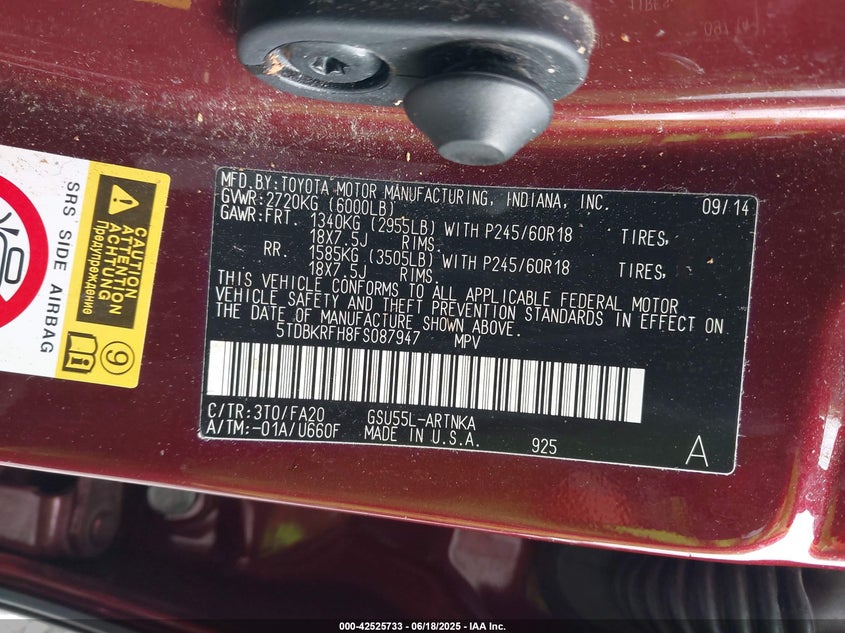 MFD.BY:TOYOTA MOTOR MANUFACTURING, INDIANA, INC. 09/14
GVWR:2720KG (6000LB)
GAWR:FRT. 1340KG (2955LB) WITH P245/60R18 TIRES,
18X7.5J RIMS
RR. 1585KG (3505LB) WITH P245/60R18 TIRES,
18X7.5J RIMS
THIS VEHICLE CONFORMS TO ALL APPLICABLE FEDERAL MOTOR
VEHICLE SAFETY AND THEFT PREVENTION STANDARDS IN EFFECT ON
THE DATE OF MANUFACTURE SHOWN ABOVE.
5TDBKRFH8FS087947 MPV
C/TR:3T0/FA20 GSU55L-ARTNKA
A/TM:-01A/U660F MADE IN U.S.A. 925
A
SRS SIDE AIRBAG
CAUTION
ATTENTION
ACHTUNG
Предупреждение
9
000-42525733 - 06/18/2025 - IAA Inc.